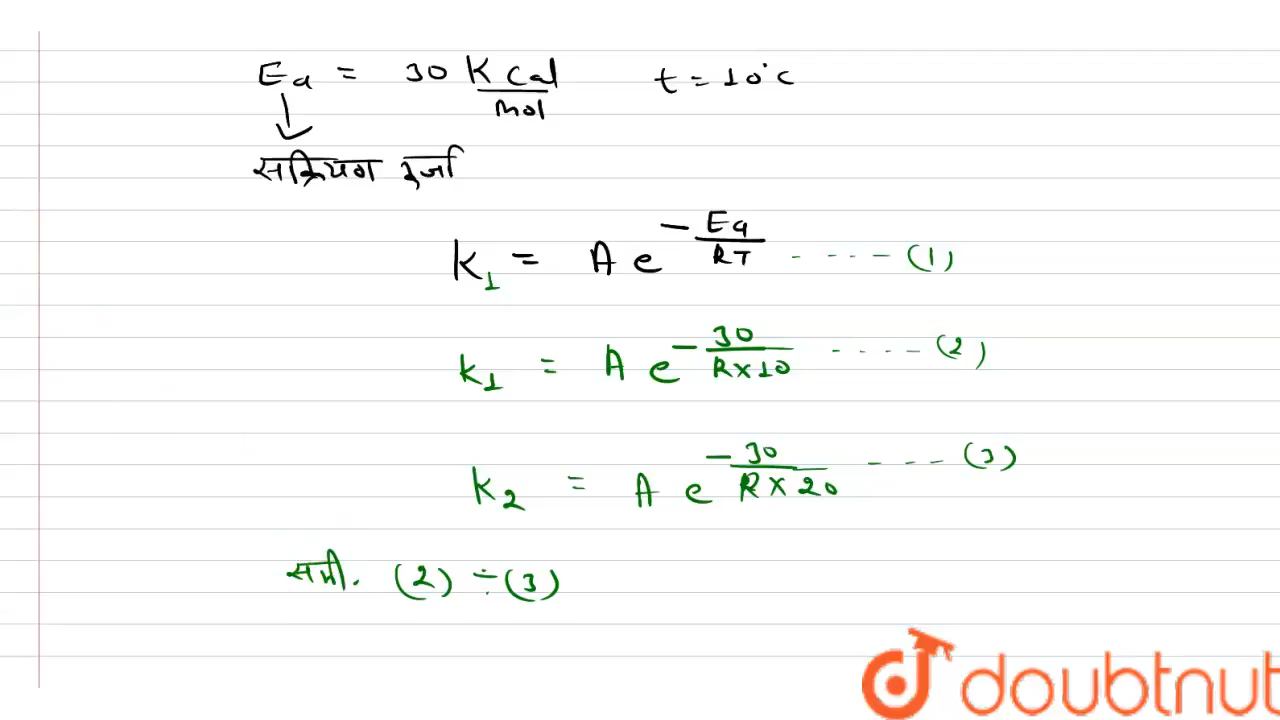 Ea = 30 K Cal/mol t = 10°C
सक्रियण ऊर्जा
K1 = A e^-Ea/RT ----- (1)
K1 = A e^-30/R×10 ----- (2)
K2 = A e^-30/R×20 ---- (3)
समी. (2) ÷ (3)
doubtnut